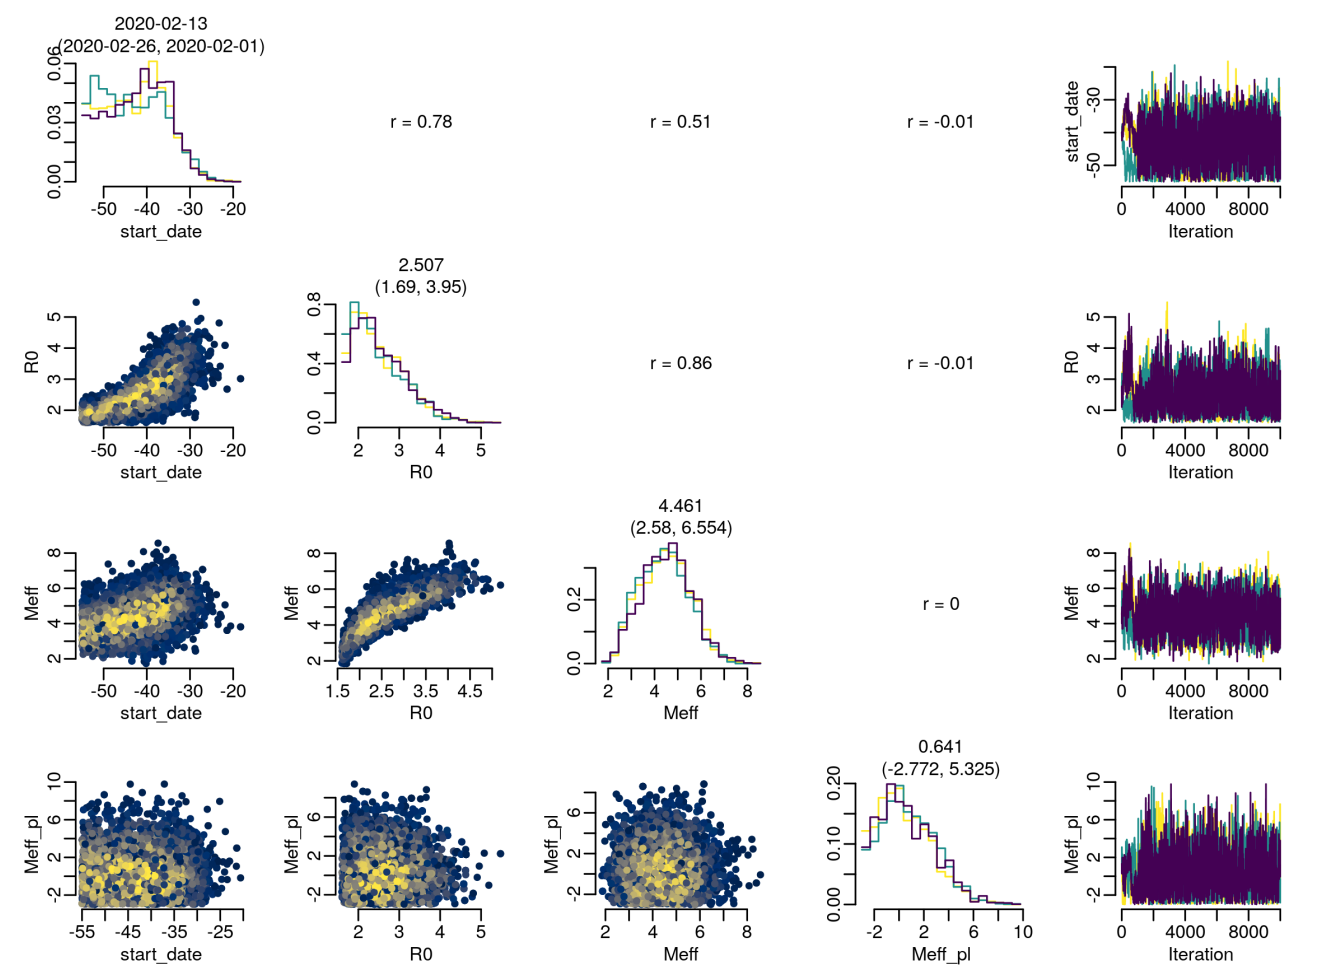 2020-02-13
(2020-02-26, 2020-02-01)
0.00 0.03 0.06
-50 -40 -30 -20
start_date
r = 0.78
r = 0.51
r = -0.01
start_date
-50 -30
0 4000 8000
Iteration
R0
2 3 4 5
-50 -40 -30 -20
start_date
2.507
(1.69, 3.95)
0.0 0.4 0.8
2 3 4 5
R0
r = 0.86
r = -0.01
R0
2 3 4 5
0 4000 8000
Iteration
Meff
2 4 6 8
-50 -40 -30 -20
start_date
Meff
2 4 6 8
1.5 2.5 3.5 4.5
R0
4.461
(2.58, 6.554)
0.0 0.2
2 4 6 8
Meff
r = 0
Meff
2 4 6 8
0 4000 8000
Iteration
Meff_pl
-2 2 6 10
-55 -45 -35 -25
start_date
Meff_pl
-2 2 6
2 3 4 5
R0
Meff_pl
-2 2 6
2 4 6 8
Meff
0.641
(-2.772, 5.325)
0.00 0.10 0.20
-2 2 6 10
Meff_pl
Meff_pl
-2 2 6 10
0 4000 8000
Iteration